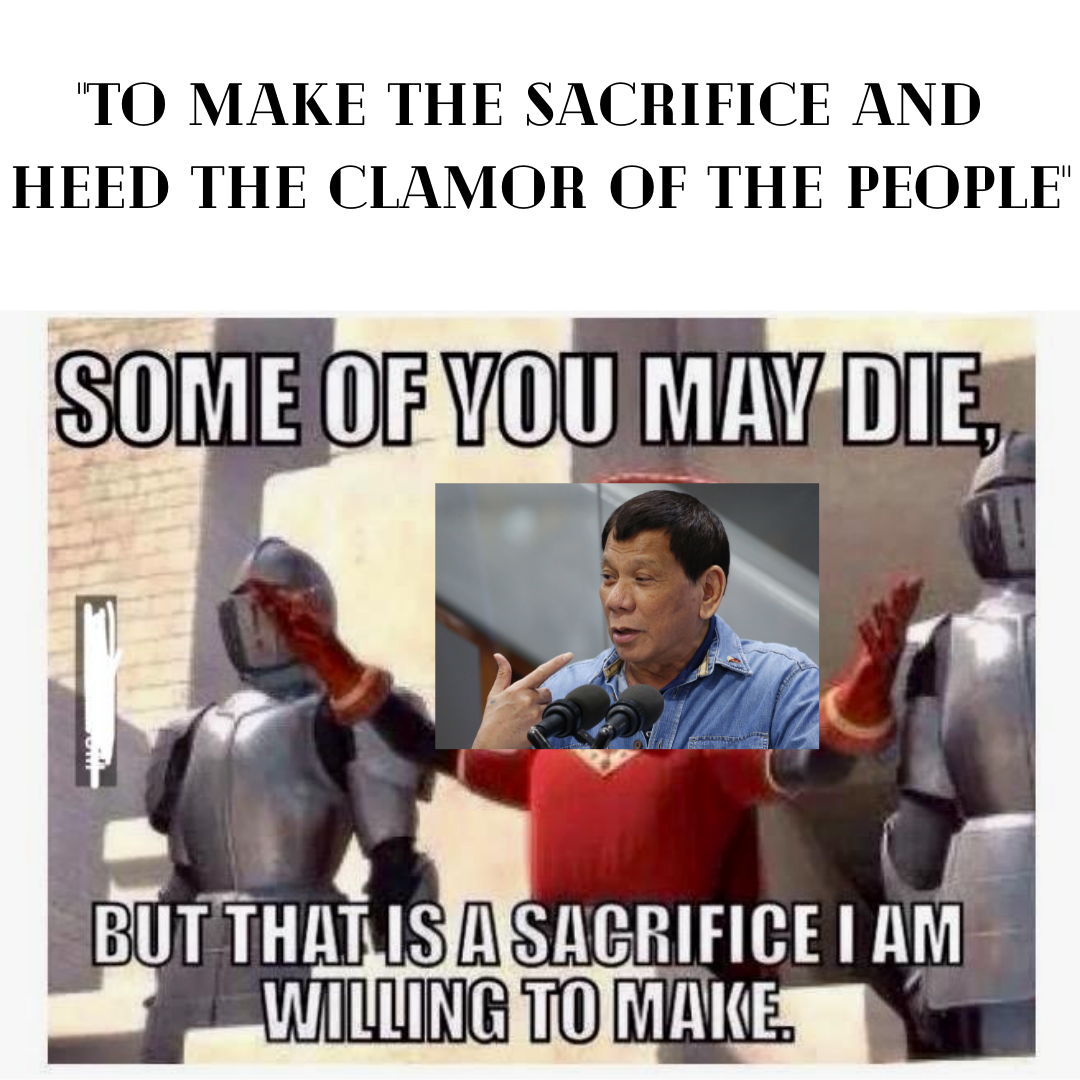 "TO MAKE THE SACRIFICE AND
HEED THE CLAMOR OF THE PEOPLE"
SOME OF YOU MAY DIE,
BUT THAT IS A SACRIFICE I AM
WILLING TO MAKE.